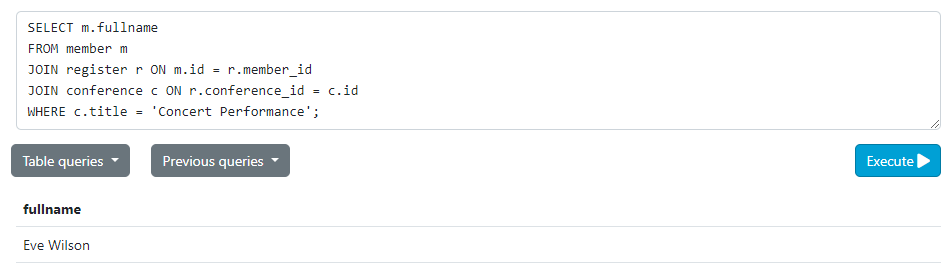 SELECT m.fullname
FROM member m
JOIN register r ON m.id = r.member_id
JOIN conference c ON r.conference_id = c.id
WHERE c.title = 'Concert Performance';
Table queries Previous queries Execute
fullname
Eve Wilson